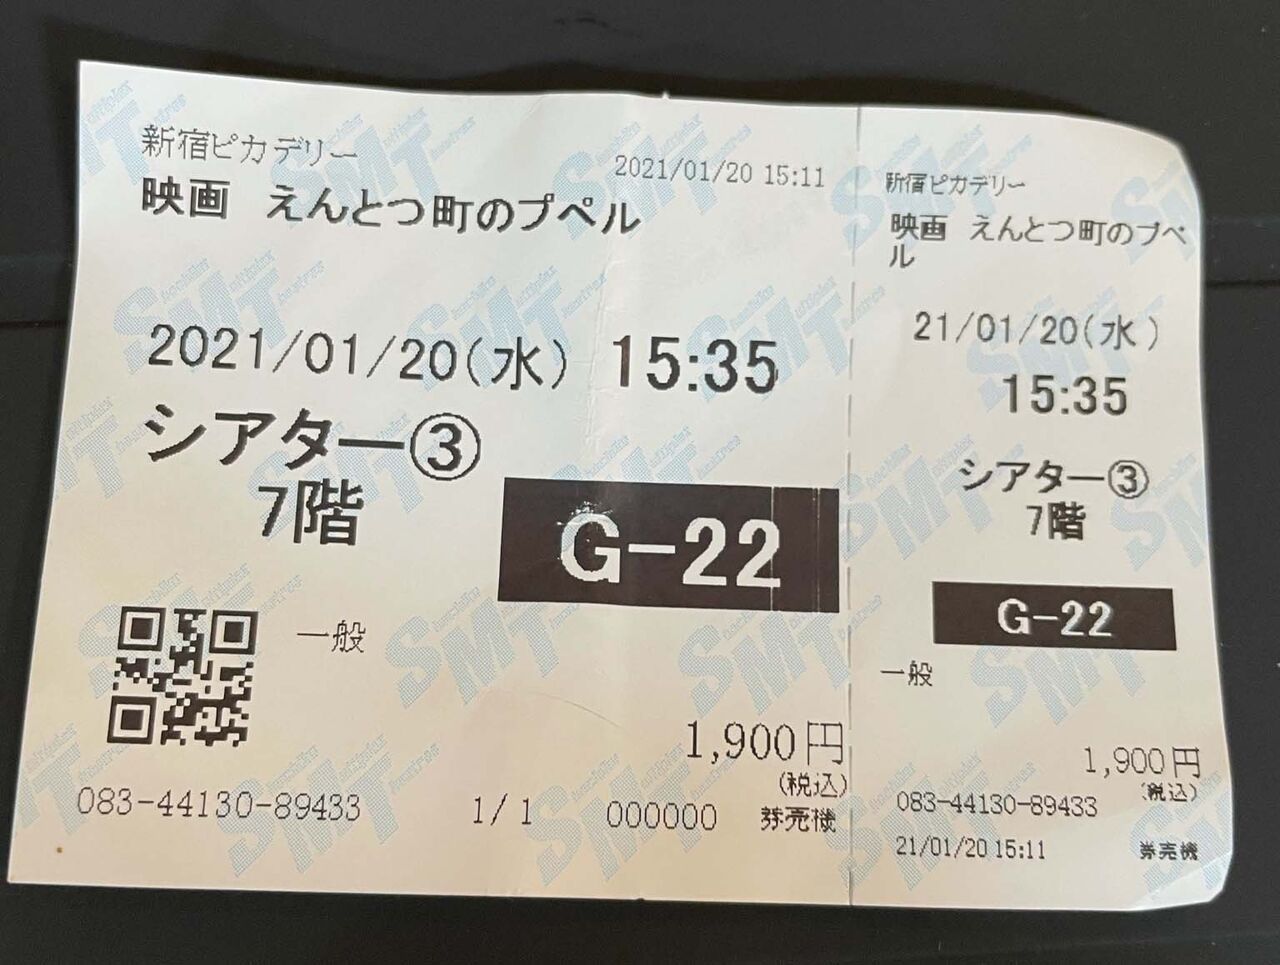 新宿ピカデリー
2021/01/20 15:11
映画 えんとつ町のプペル
2021/01/20(水) 15:35
シアター③
7階
G-22
一般
1,900円
(税込)
083-44130-89433
1/1
000000
券売機
新宿ピカデリー
映画 えんとつ町のプペ
ル
21/01/20(水)
15:35
シアター③
7階
G-22
一般
1,900円
(税込)
083-44130-89433
21/01/20 15:11
券売機
SMT